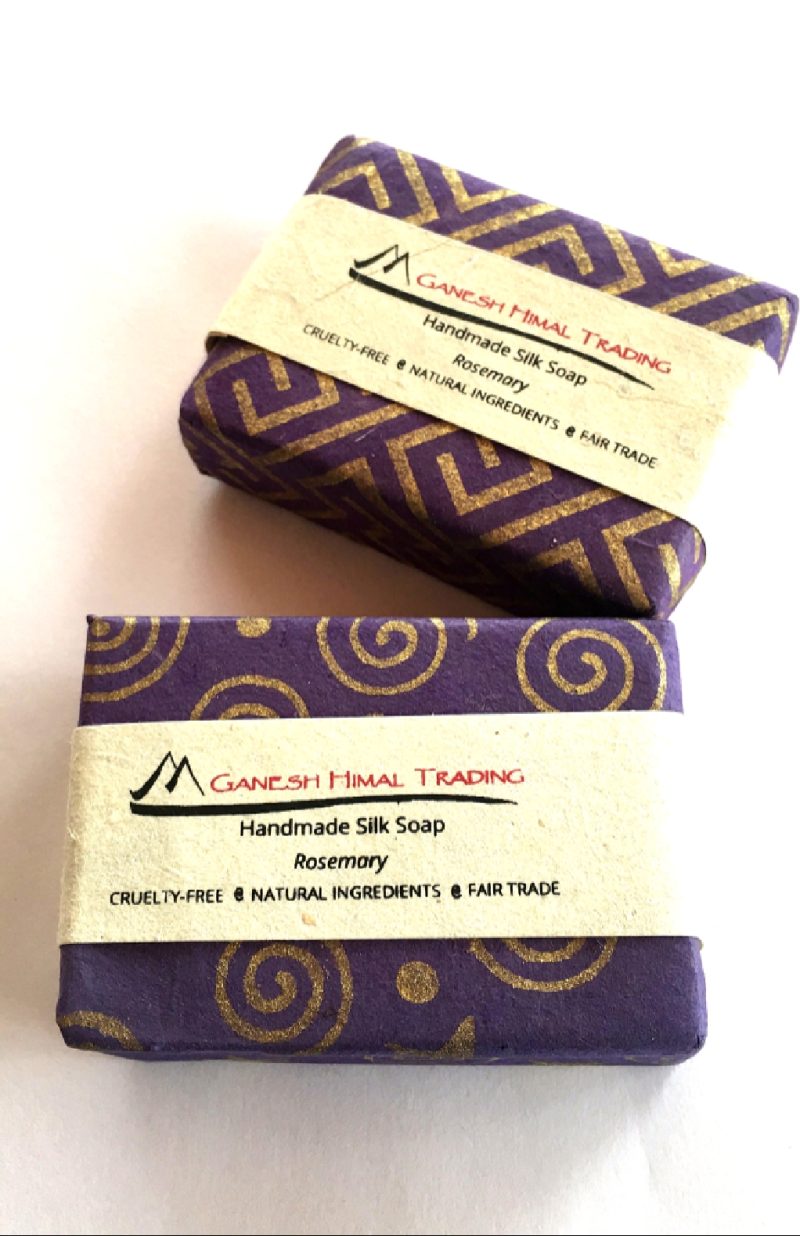 GANESH HIMAL TRADING
Handmade Silk Soap
Rosemary
CRUELTY-FREE @ NATURAL INGREDIENTS @ FAIR TRADE
GANESH HIMAL TRADING
Handmade Silk Soap
Rosemary
CRUELTY-FREE @ NATURAL INGREDIENTS @ FAIR TRADE